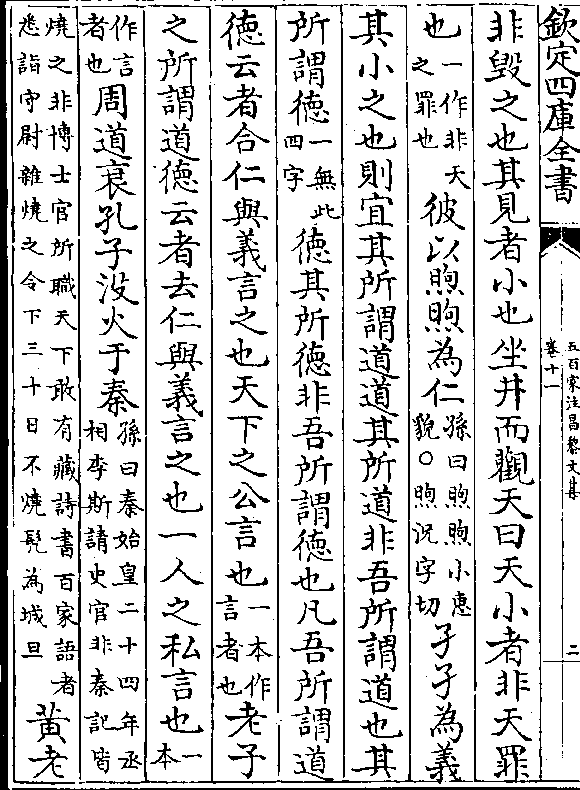 欽定四庫全書
五百家注昌黎文集
卷十一
二
非毀之也其見者小也坐井而觀天曰天小者非天罪
也一作非天之罪也彼以煦煦為仁孫曰煦煦小惠貌○煦況字切孑孑為義
其小之也則宜其所謂道道其所道非吾所謂道也其
所謂徳一無此四字徳其所徳非吾所謂徳也凡吾所謂道
徳云者合仁與義言之也天下之公言也一本作言者也老子
之所謂道徳云者去仁與義言之也一人之私言也一本
作言者也周道衰孔子沒火于秦孫曰秦始皇二十四年丞相李斯請史官非秦記皆
燒之非博士官所職天下敢有藏詩書百家語者悉詣守尉雜燒之令下三十日不燒髡為城旦黃老